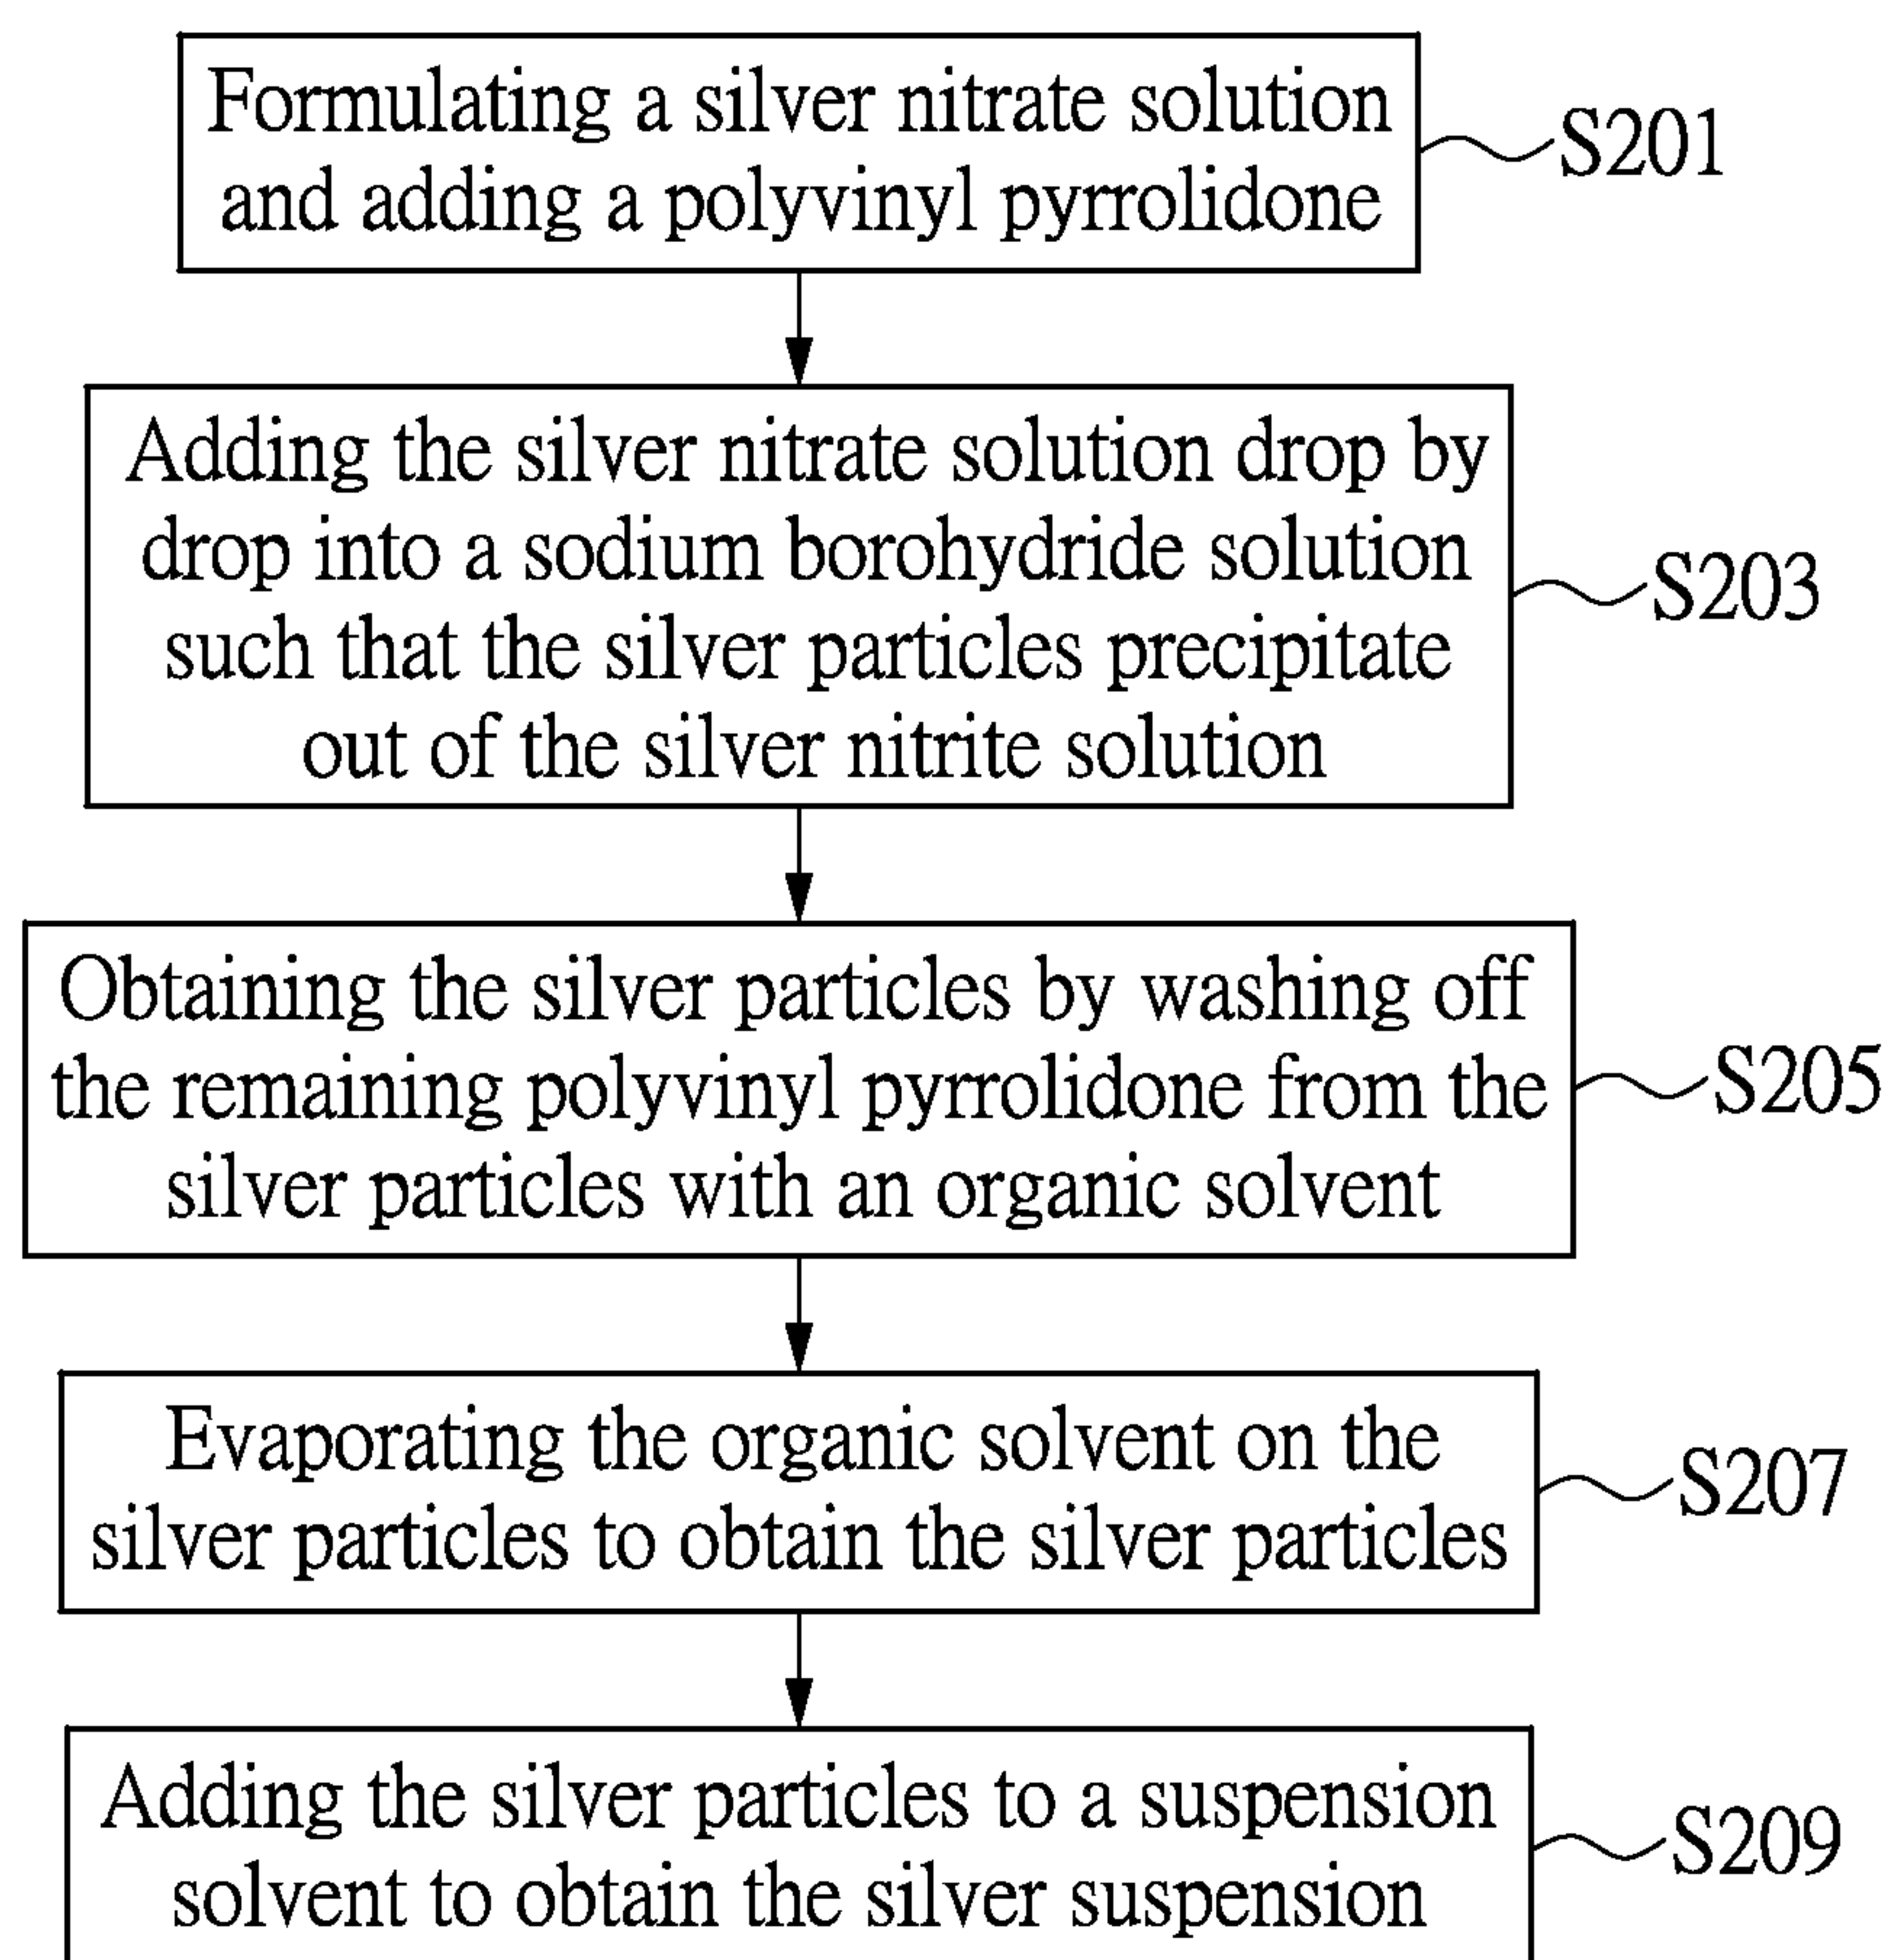 Formulating a silver nitrate solution
and adding a polyvinyl pyrrolidone
S201
Adding the silver nitrate solution drop by
drop into a sodium borohydride solution
such that the silver particles precipitate
out of the silver nitrite solution
S203
Obtaining the silver particles by washing off
the remaining polyvinyl pyrrolidone from the
silver particles with an organic solvent
S205
Evaporating the organic solvent on the
silver particles to obtain the silver particles
S207
Adding the silver particles to a suspension
solvent to obtain the silver suspension
S209